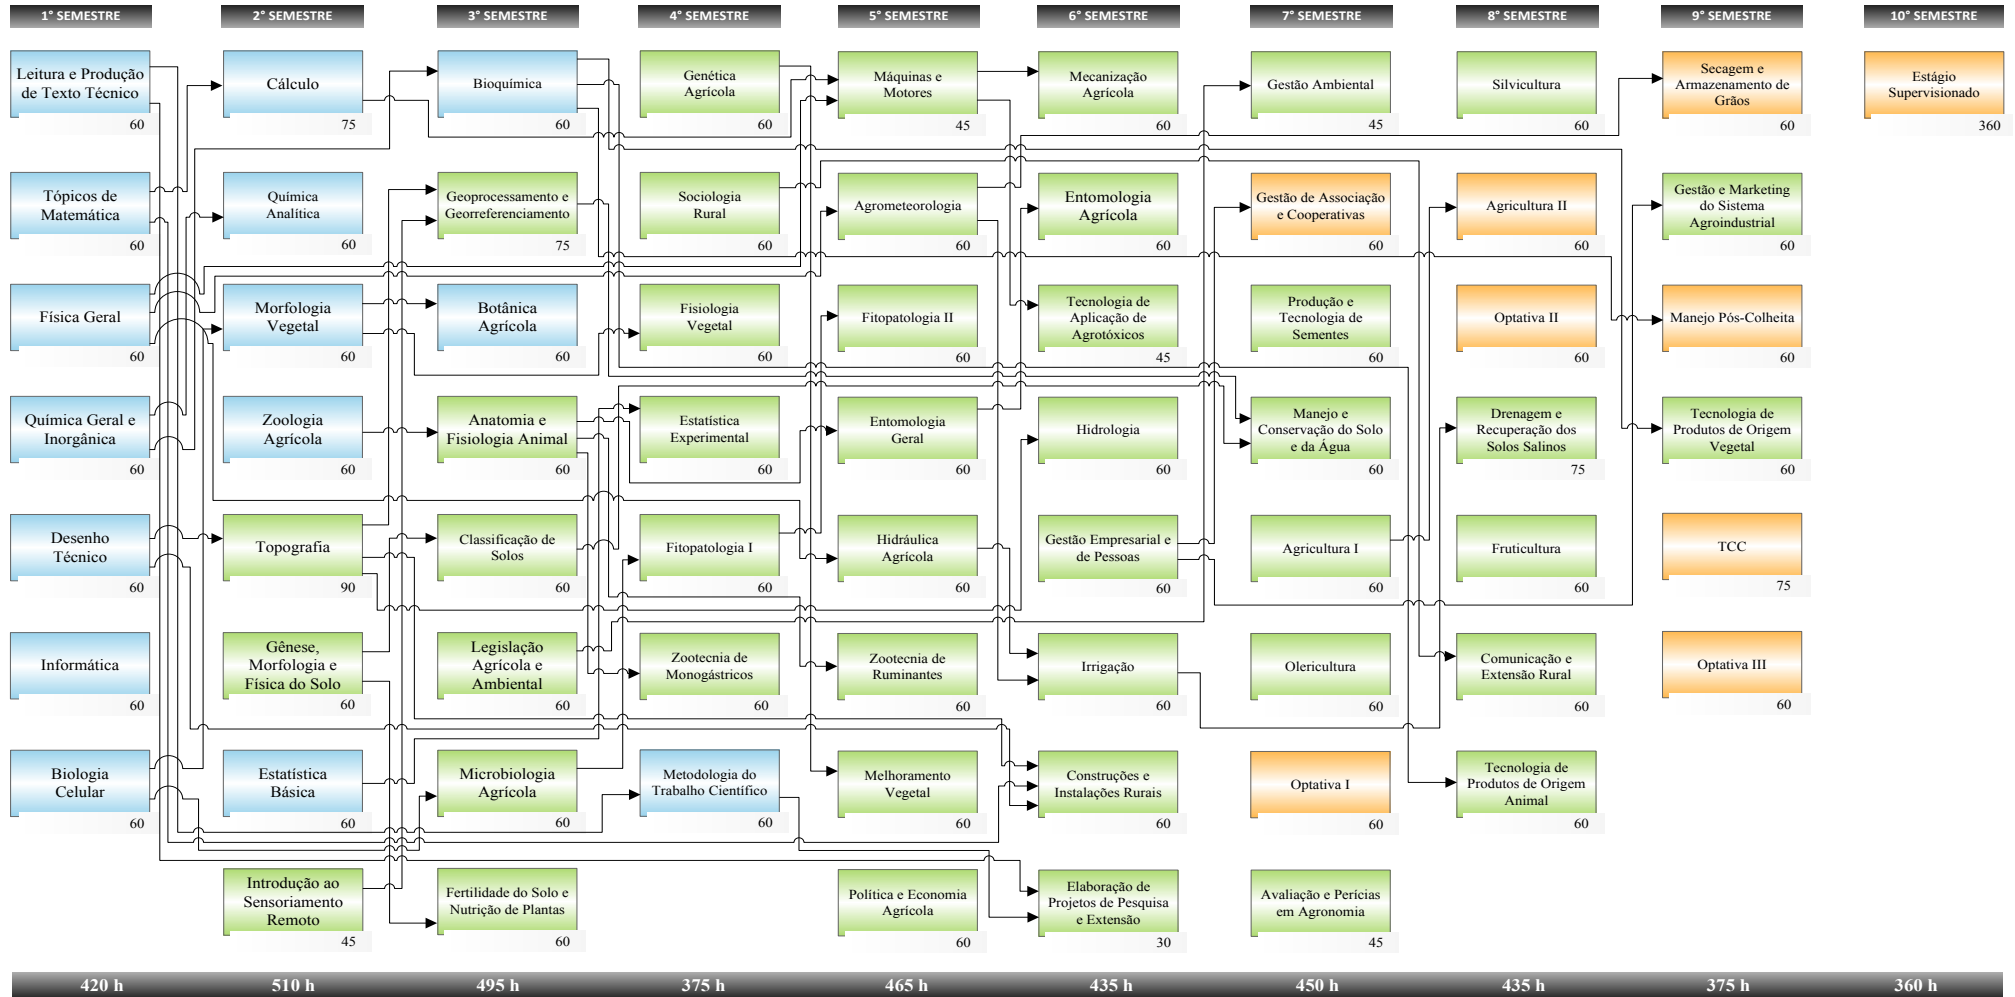 1° SEMESTRE
2° SEMESTRE
3° SEMESTRE
4° SEMESTRE
5° SEMESTRE
6° SEMESTRE
7° SEMESTRE
8° SEMESTRE
9° SEMESTRE
10° SEMESTRE
Leitura e Produção
de Texto Técnico
60
Cálculo
75
Bioquímica
60
Genética
Agrícola
60
Máquinas e
Motores
45
Mecanização
Agrícola
60
Gestão Ambiental
45
Silvicultura
60
Secagem e
Armazenamento de
Grãos
60
Estágio
Supervisionado
360
Tópicos de
Matemática
60
Química
Analítica
60
Geoprocessamento e
Georreferenciamento
75
Sociologia
Rural
60
Agrometeorologia
60
Entomologia
Agrícola
60
Gestão de Associação
e Cooperativas
60
Agricultura II
60
Gestão e Marketing
do Sistema
Agroindustrial
60
Física Geral
60
Morfologia
Vegetal
60
Botânica
Agrícola
60
Fisiologia
Vegetal
60
Fitopatologia II
60
Tecnologia de
Aplicação de
Agrotóxicos
45
Produção e
Tecnologia de
Sementes
60
Optativa II
60
Manejo Pós-Colheita
60
Química Geral e
Inorgânica
60
Zoologia
Agrícola
60
Anatomia e
Fisiologia Animal
60
Estatística
Experimental
60
Entomologia
Geral
60
Hidrologia
60
Manejo e
Conservação do Solo
e da Água
60
Drenagem e
Recuperação dos
Solos Salinos
75
Tecnologia de
Produtos de Origem
Vegetal
60
Desenho
Técnico
60
Topografia
90
Classificação de
Solos
60
Fitopatologia I
60
Hidráulica
Agrícola
60
Gestão Empresarial e
de Pessoas
60
Agricultura I
60
Fruticultura
60
TCC
75
Informática
60
Gênese,
Morfologia e
Física do Solo
60
Legislação
Agrícola e
Ambiental
60
Zootecnia de
Monogástricos
60
Zootecnia de
Ruminantes
60
Irrigação
60
Olericultura
60
Comunicação e
Extensão Rural
60
Optativa III
60
Biologia
Celular
60
Estatística
Básica
60
Microbiologia
Agrícola
60
Metodologia do
Trabalho Científico
60
Melhoramento
Vegetal
60
Construções e
Instalações Rurais
60
Optativa I
60
Tecnologia de
Produtos de Origem
Animal
60
Introdução ao
Sensoriamento
Remoto
45
Fertilidade do Solo e
Nutrição de Plantas
60
Política e Economia
Agrícola
60
Elaboração de
Projetos de Pesquisa
e Extensão
30
Avaliação e Perícias
em Agronomia
45
420 h
510 h
495 h
375 h
465 h
435 h
450 h
435 h
375 h
360 h